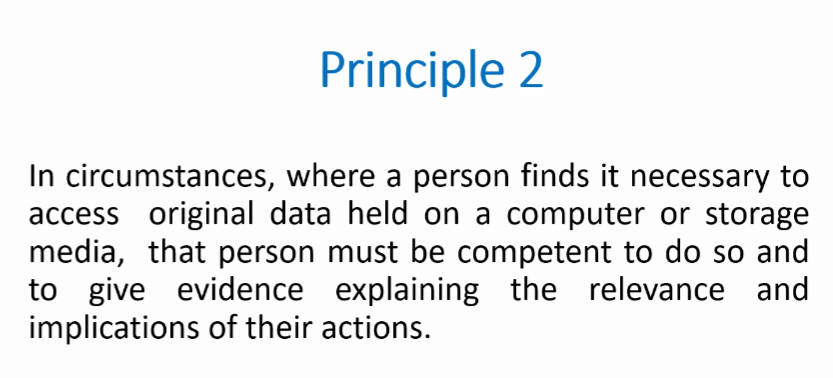 Principle 2
In circumstances, where a person finds it necessary to
access original data held on a computer or storage
media, that person must be competent to do so and
to give evidence explaining the relevance and
implications of their actions.